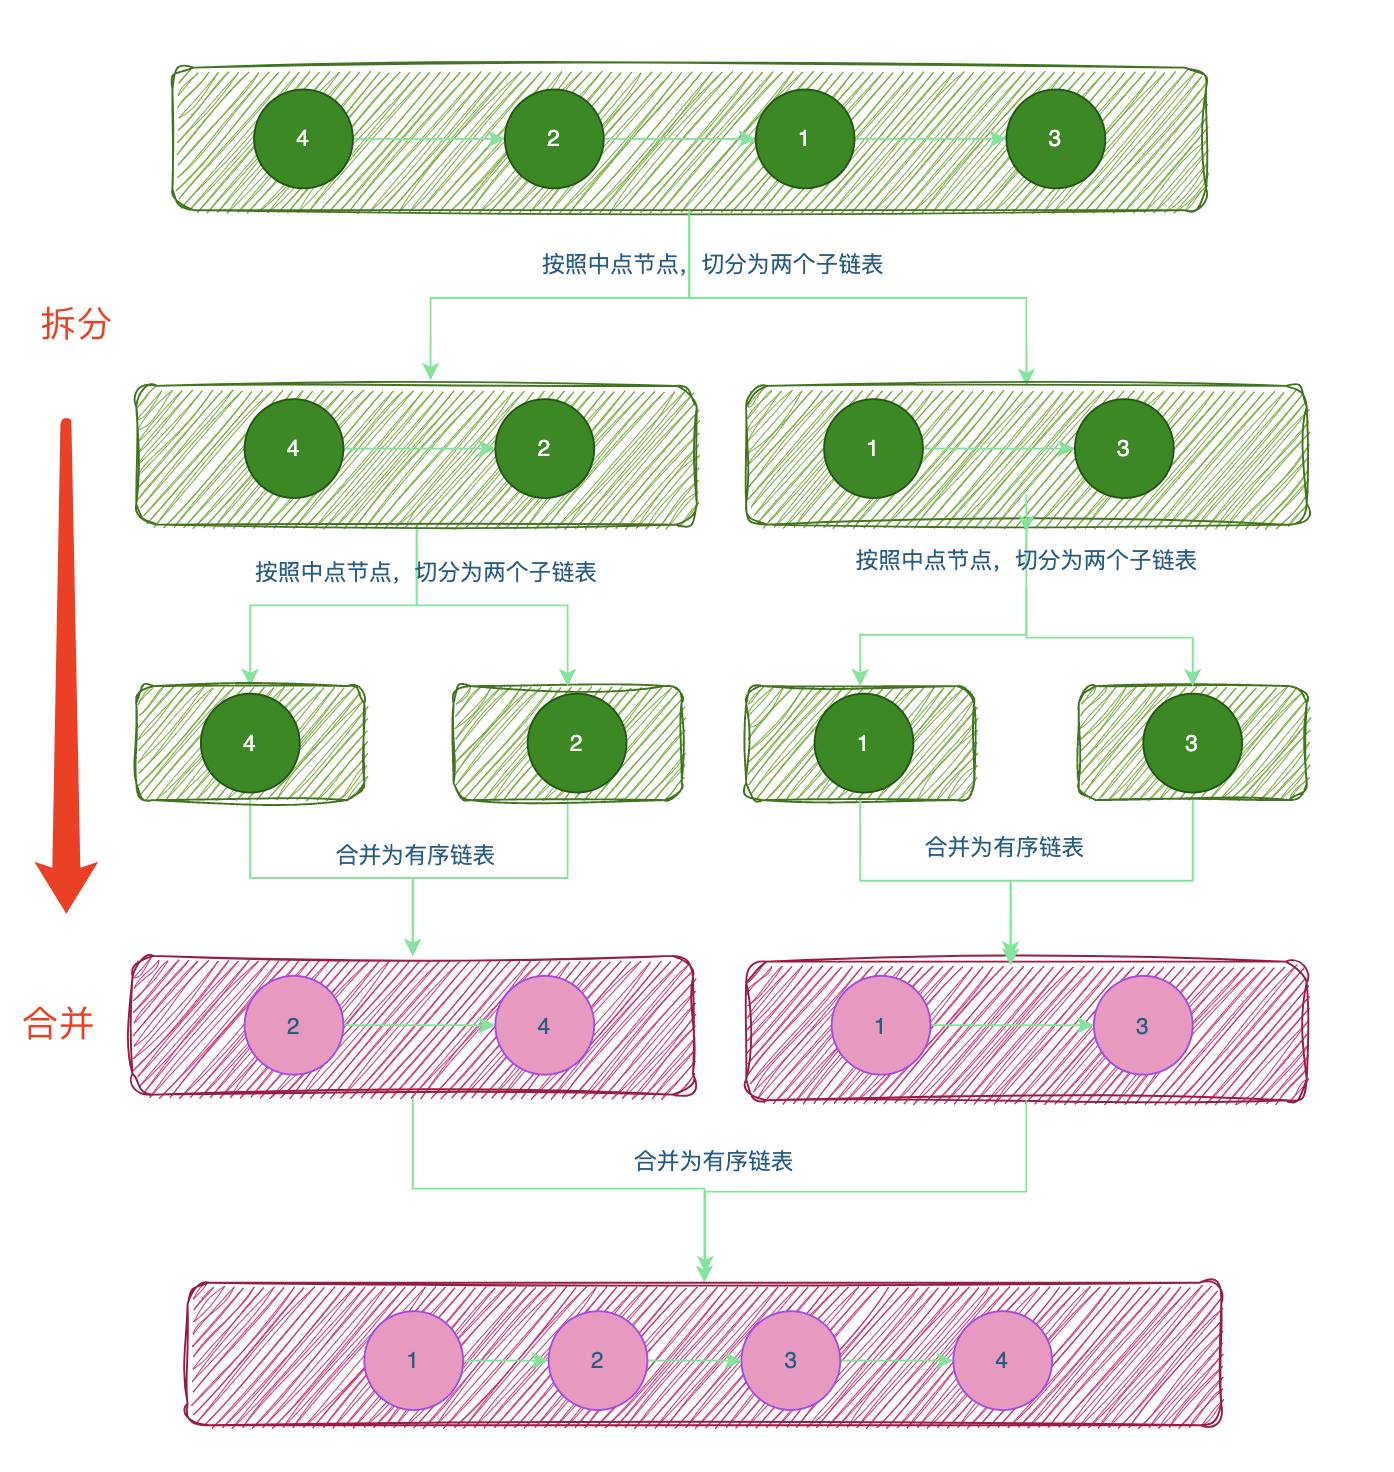 4 2 1 3
按照中点节点，切分为两个子链表
拆分
4 2 1 3
按照中点节点，切分为两个子链表 按照中点节点，切分为两个子链表
4 2 1 3
合并为有序链表 合并为有序链表
合并
2 4 1 3
合并为有序链表
1 2 3 4